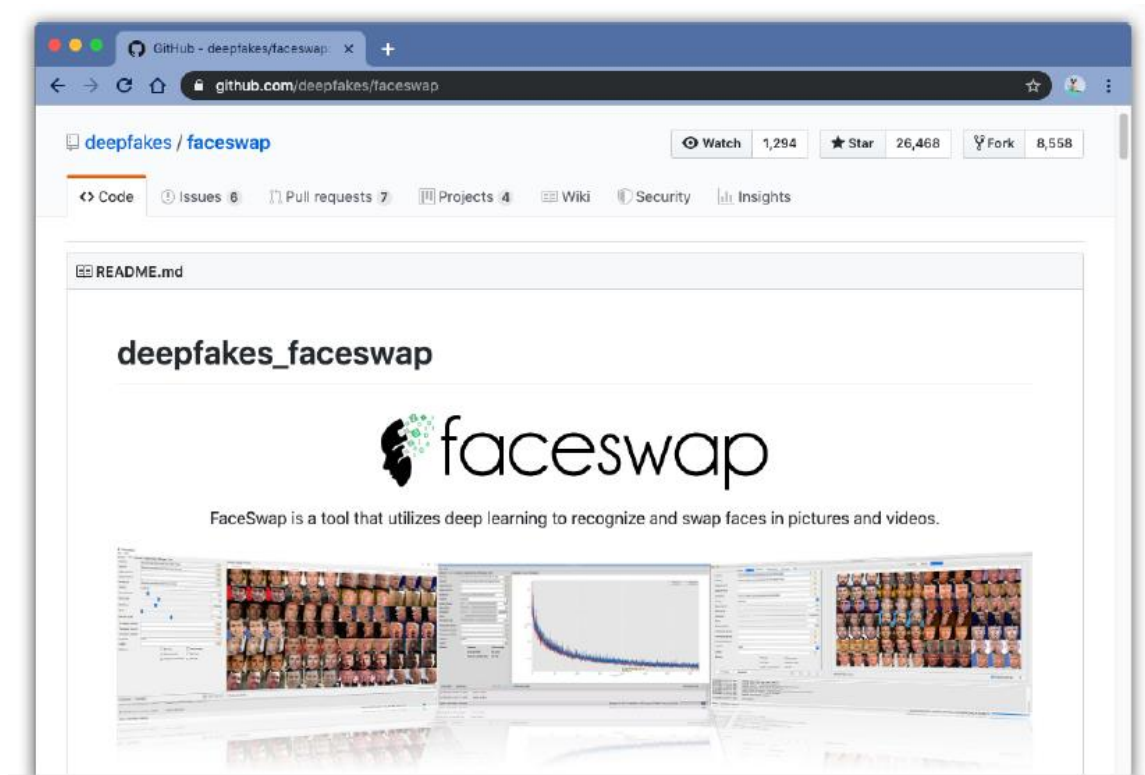 GitHub - deepfakes/faceswap:
github.com/deepfakes/faceswap
deepfakes / faceswap
Watch 1,294 Star 26,468 Fork 8,558
Code Issues 6 Pull requests 7 Projects 4 Wiki Security Insights
README.md
deepfakes_faceswap
faceswap
FaceSwap is a tool that utilizes deep learning to recognize and swap faces in pictures and videos.